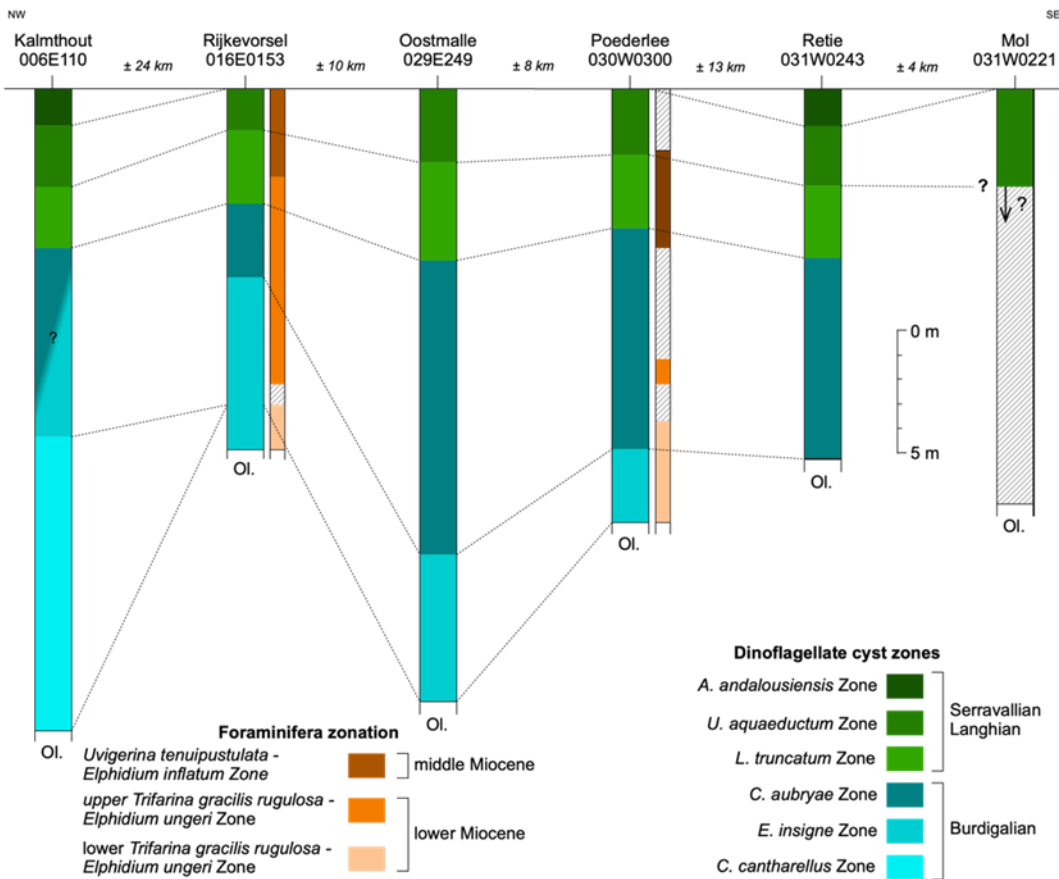 NW
SE
Kalmthout
006E110
± 24 km
Rijkevorsel
016E0153
± 10 km
Oostmalle
029E249
± 8 km
Poederlee
030W0300
± 13 km
Retie
031W0243
± 4 km
Mol
031W0221
?
?
?
0 m
5 m
Ol.
Ol.
Ol.
Ol.
Ol.
Ol.
Foraminifera zonation
Uvigerina tenuipustulata -
Elphidium inflatum Zone
middle Miocene
upper Trifarina gracilis rugulosa -
Elphidium ungeri Zone
lower Miocene
lower Trifarina gracilis rugulosa -
Elphidium ungeri Zone
Dinoflagellate cyst zones
A. andalousiensis Zone
U. aquaeductum Zone
L. truncatum Zone
Serravallian
Langhian
C. aubryae Zone
E. insigne Zone
C. cantharellus Zone
Burdigalian